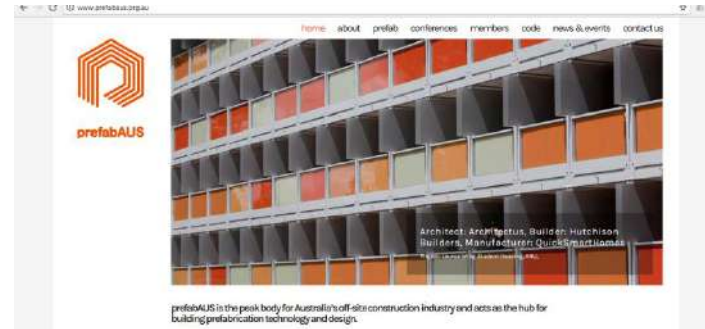 www.prefabaus.org.au
home about prefab conferences members code news & events contact us
prefabAUS
Architect: Architectus, Builder: Hutchison
Builders, Manufacturer: QuickSmartHomes
prefabAUS is the peak body for Australia's off-site construction industry and acts as the hub for
building prefabrication technology and design.